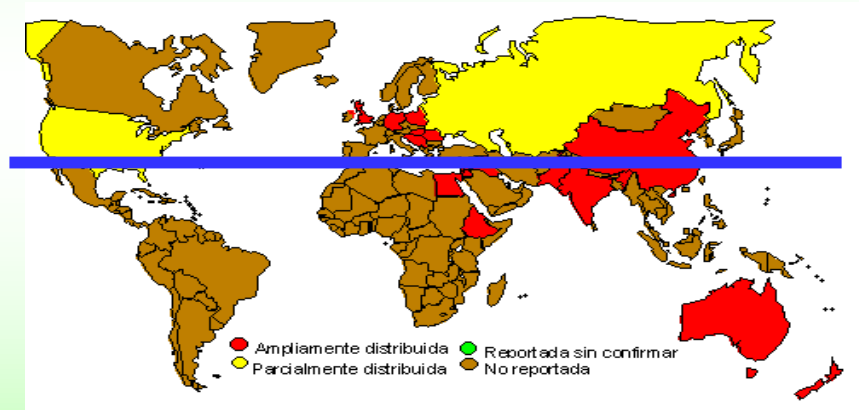 Ampliamente distribuida
Reportada sin confirmar
Parcialmente distribuida
No reportada